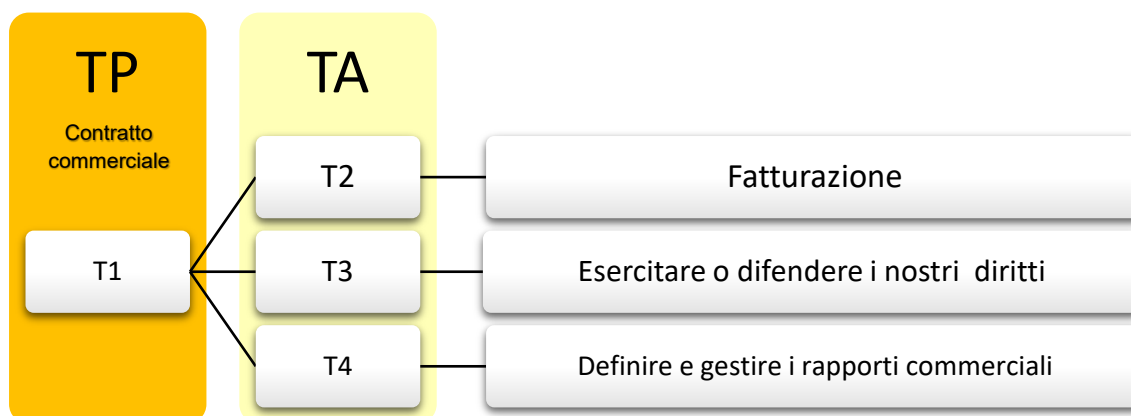 TP
TA
Contratto
commerciale
T2
Fatturazione
T1
T3
Esercitare o difendere i nostri diritti
T4
Definire e gestire i rapporti commerciali